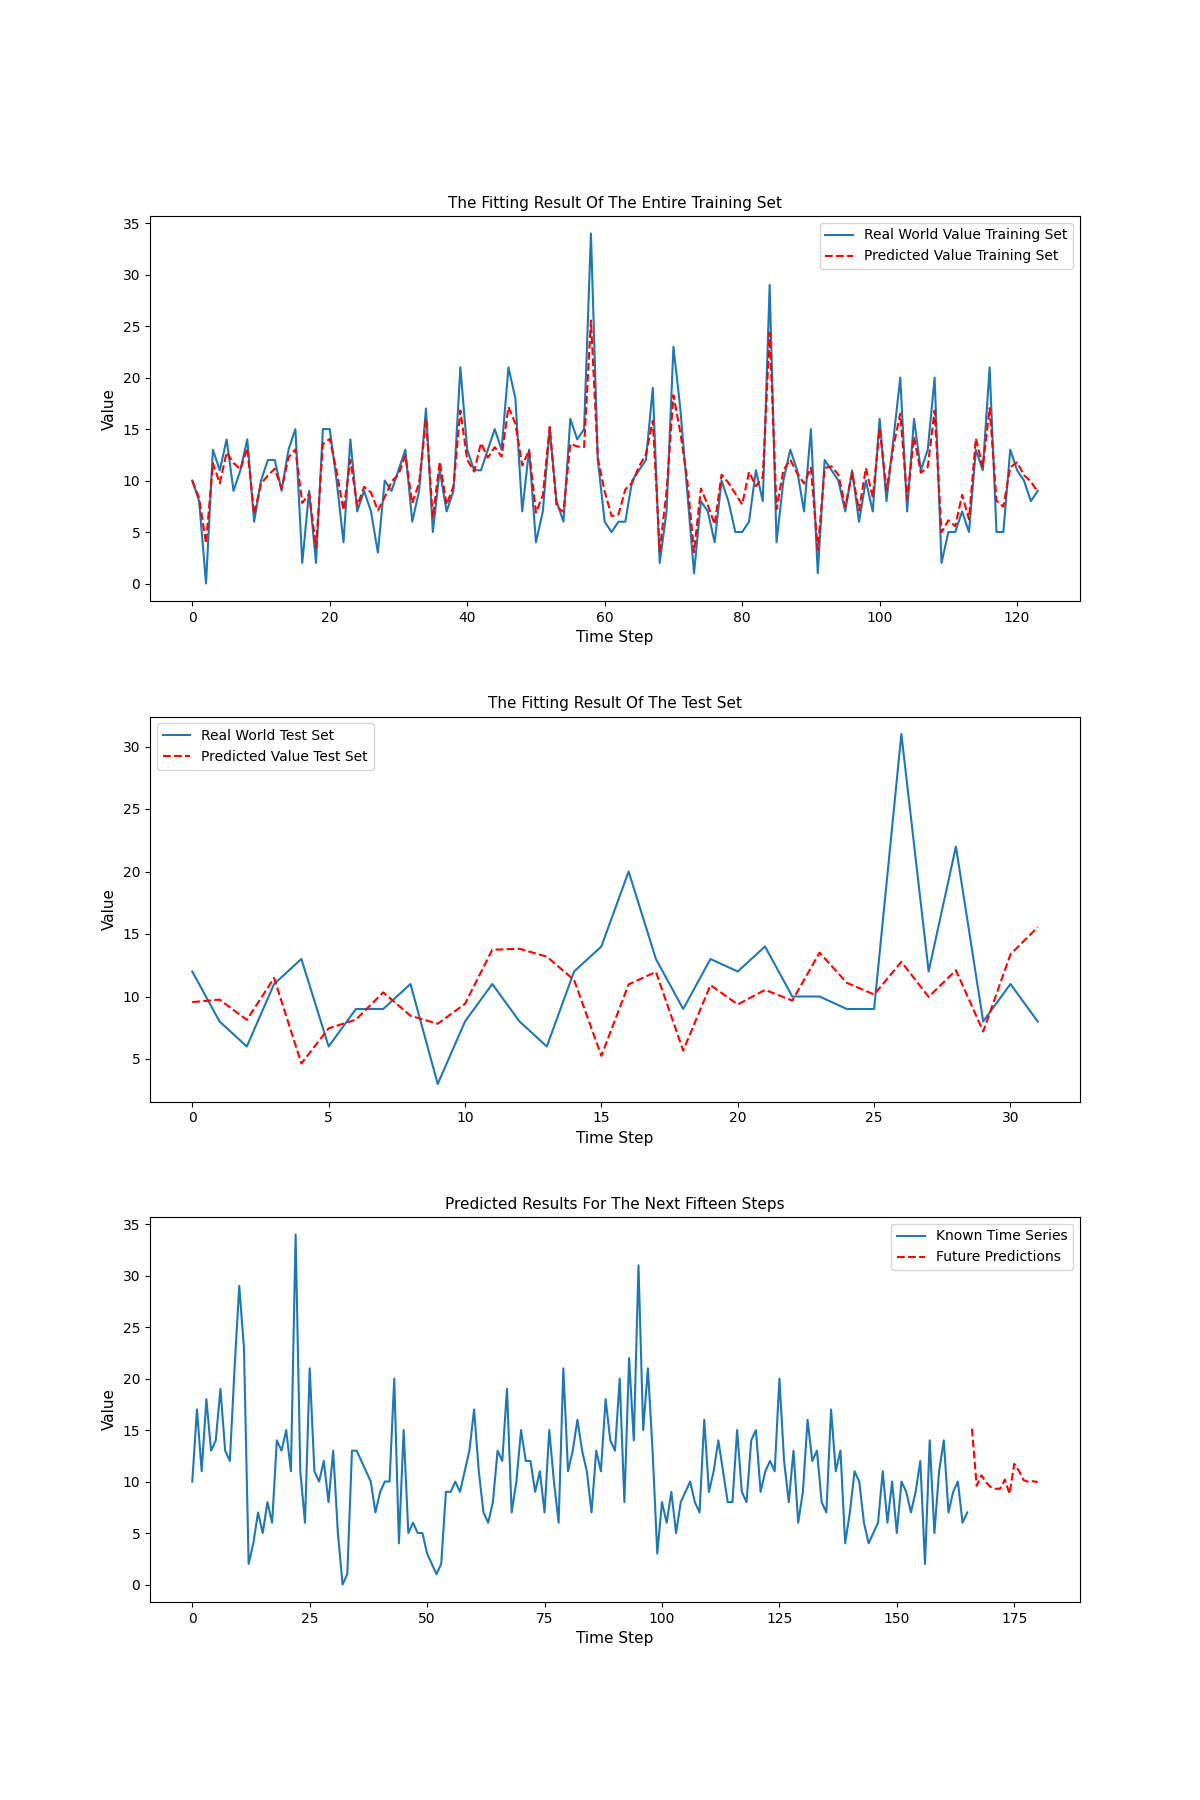 The Fitting Result Of The Entire Training Set
35
30
25
20
15
10
5
0
Value
Real World Value Training Set
Predicted Value Training Set
0 20 40 60 80 100 120
Time Step
The Fitting Result Of The Test Set
30
25
20
15
10
5
Value
Real World Test Set
Predicted Value Test Set
0 5 10 15 20 25 30
Time Step
Predicted Results For The Next Fifteen Steps
35
30
25
20
15
10
5
0
Value
Known Time Series
Future Predictions
0 25 50 75 100 125 150 175
Time Step